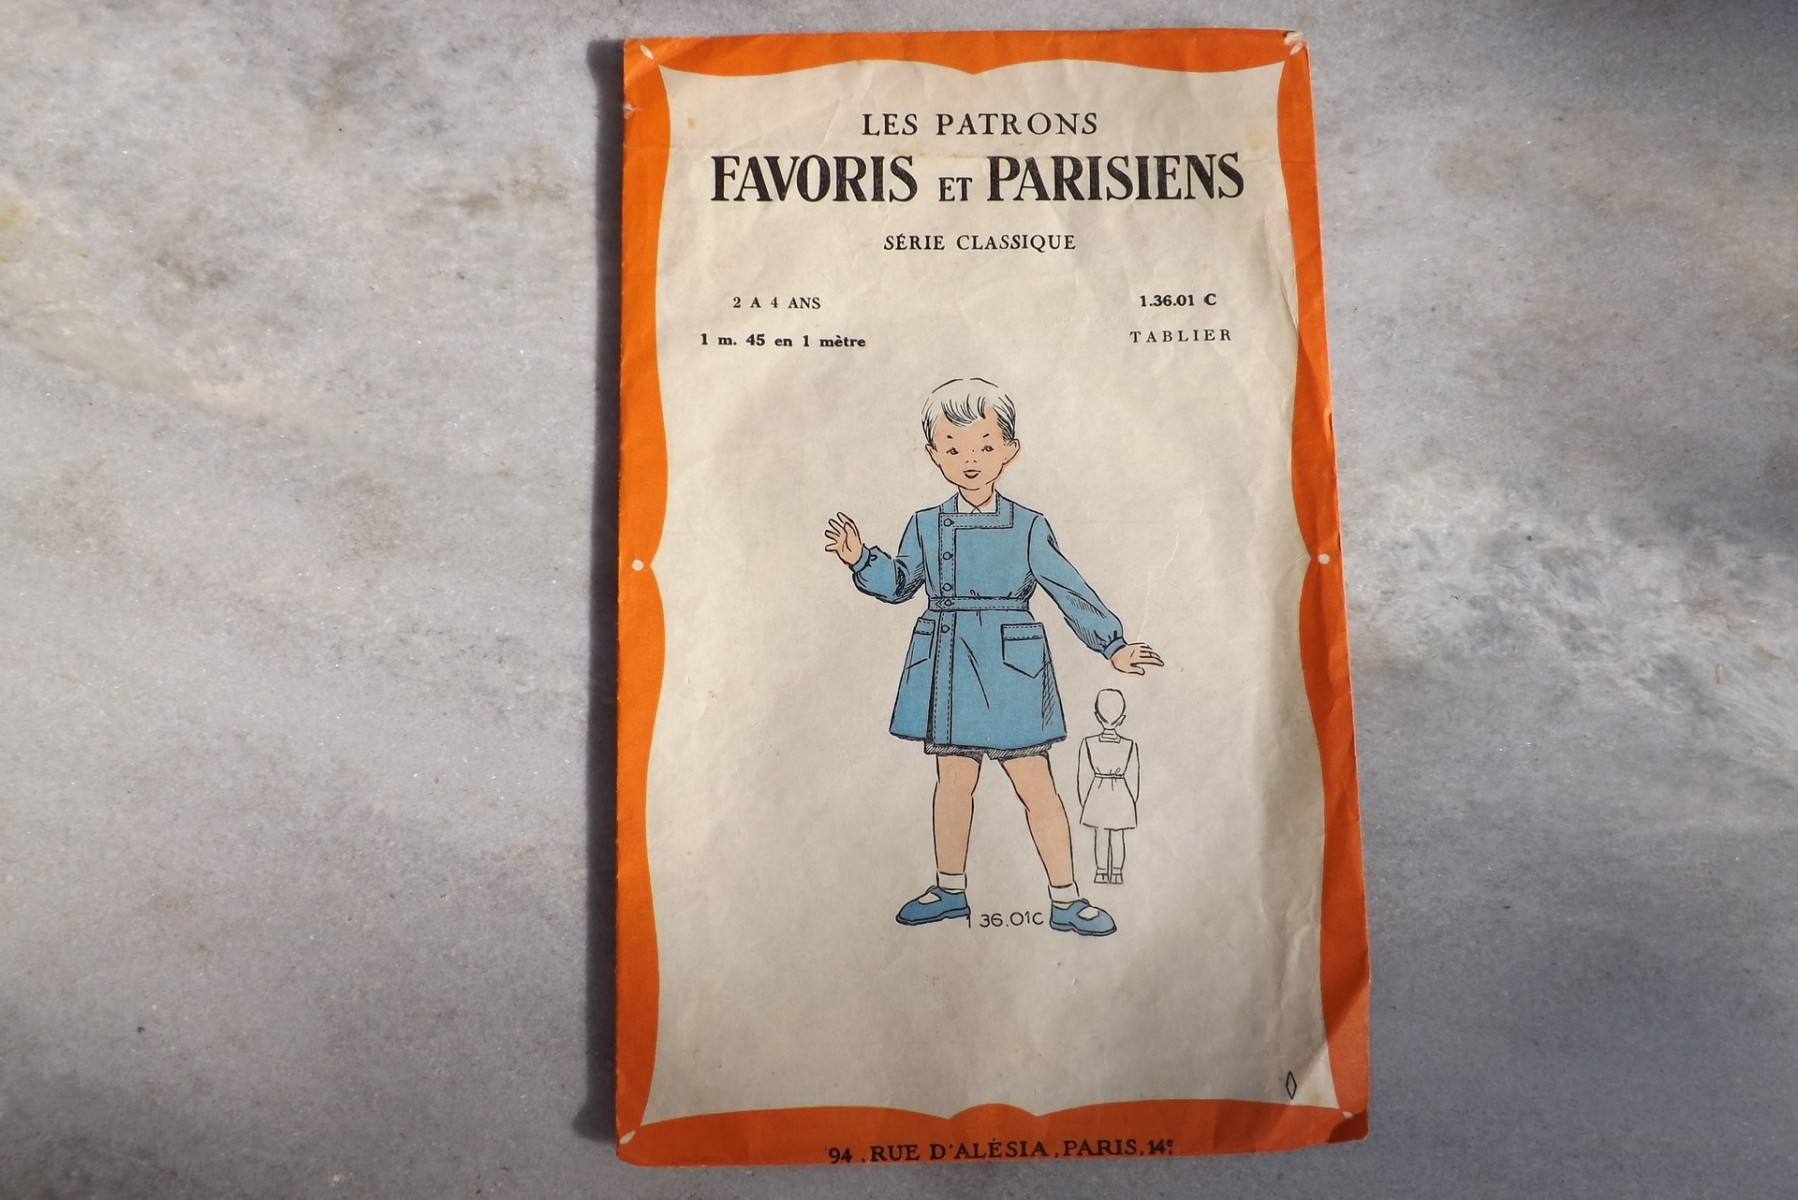 LES PATRONS
FAVORIS ET PARISIENS
SÉRIE CLASSIQUE
2 A 4 ANS
1 m. 45 en 1 mètre
1.36.01 C
TABLIER
1 36.01C
94, RUE D'ALÉSIA, PARIS, 14e